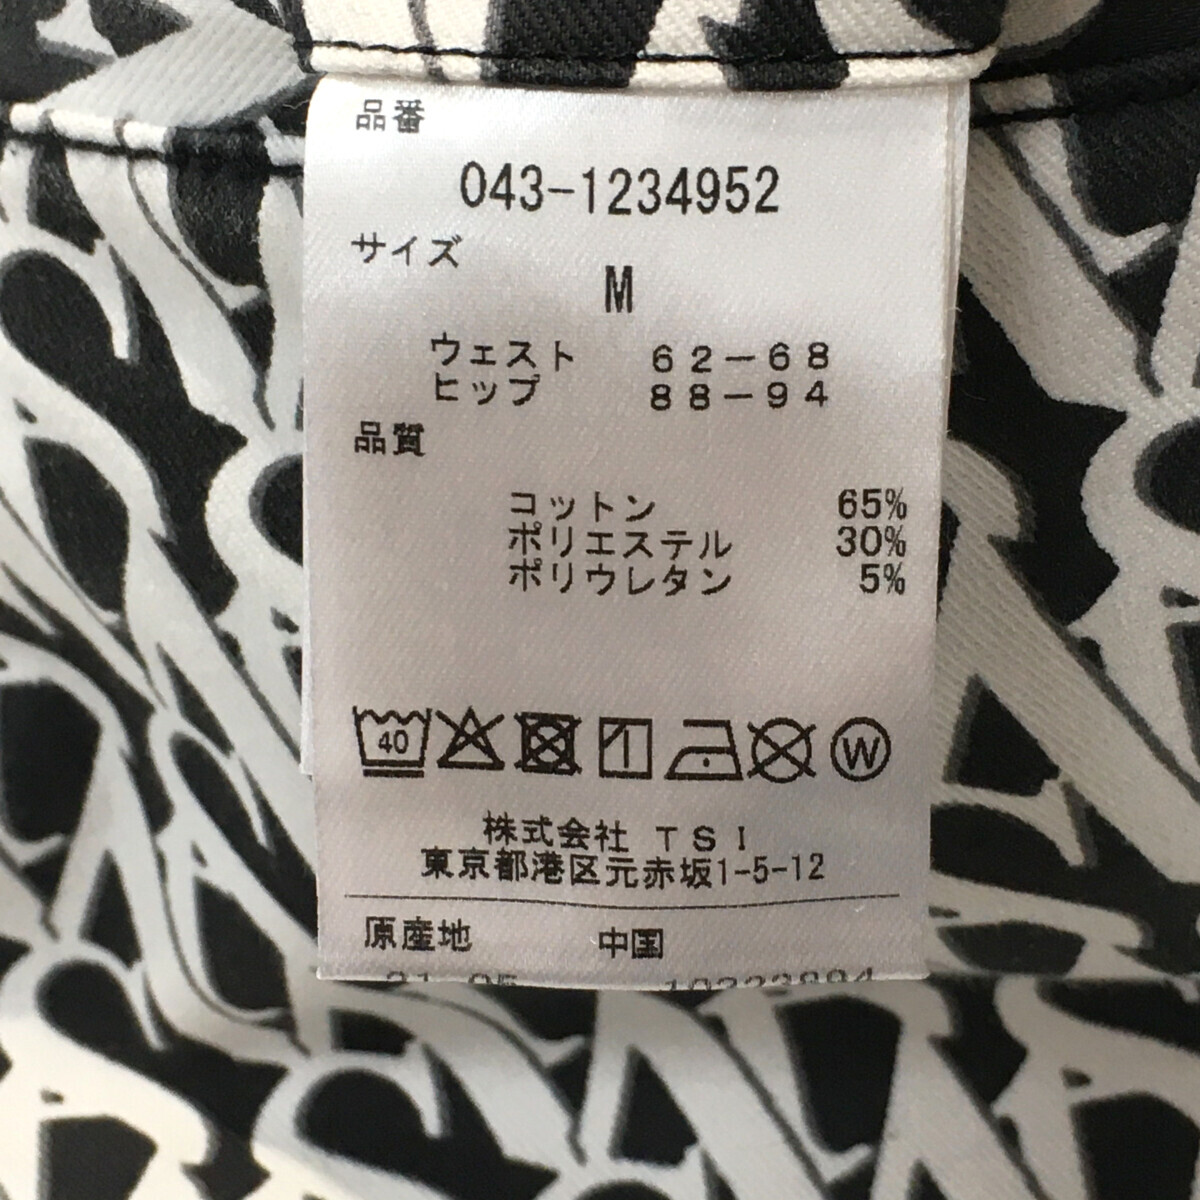 品番
043-1234952
サイズ
M
ウェスト 62-68
ヒップ 88-94
品質
コットン 65%
ポリエステル 30%
ポリウレタン 5%
40
W
株式会社 TSI
東京都港区元赤坂1-5-12
原産地 中国